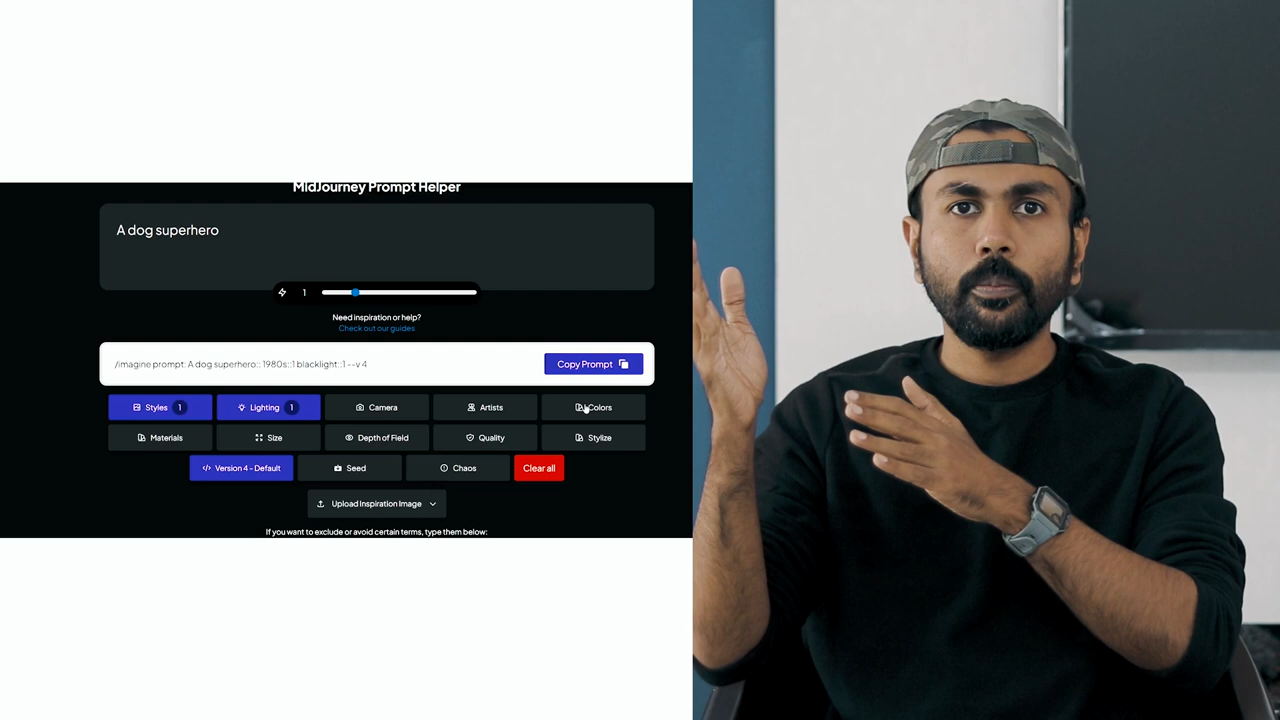 MidJourney Prompt Helper
A dog superhero
1
Need inspiration or help?
Check out our guides
/imagine prompt: A dog superhero:: 1980s::1 blacklight::1 --v 4
Copy Prompt
Styles 1 Lighting 1 Camera Artists Colors
Materials Size Depth of Field Quality Stylize
</> Version 4 - Default Seed Chaos Clear all
Upload Inspiration Image
If you want to exclude or avoid certain terms, type them below: